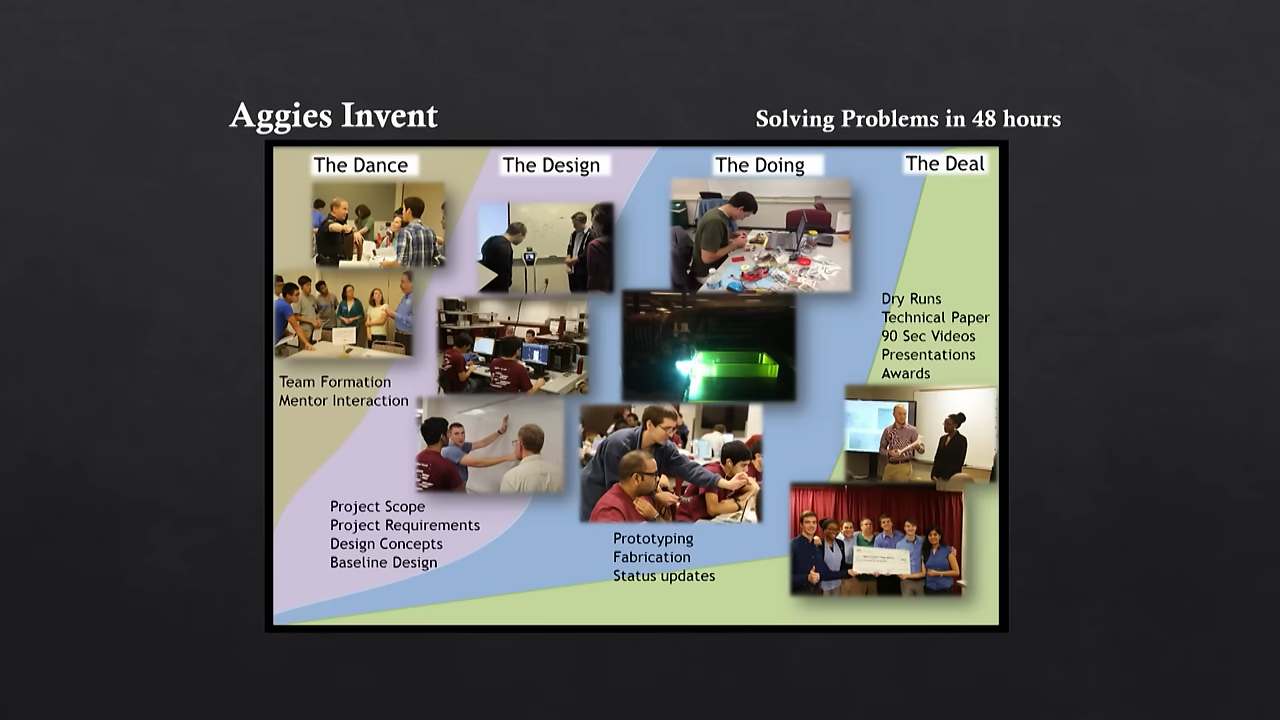 Aggies Invent
Solving Problems in 48 hours
The Dance
The Design
The Doing
The Deal
Team Formation
Mentor Interaction
Project Scope
Project Requirements
Design Concepts
Baseline Design
Prototyping
Fabrication
Status updates
Dry Runs
Technical Paper
90 Sec Videos
Presentations
Awards